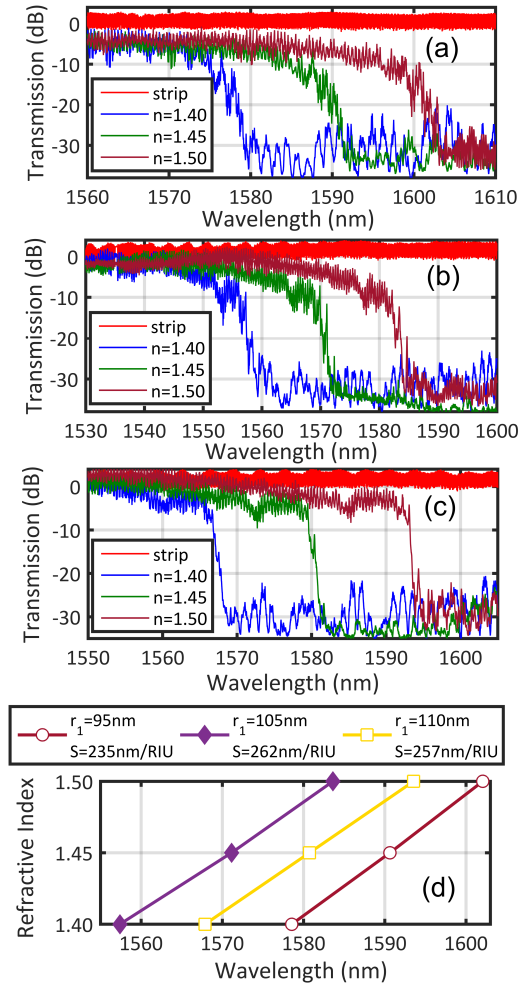 0
-10
-20
-30
Transmission (dB)
(a)
strip
n=1.40
n=1.45
n=1.50
1560 1570 1580 1590 1600 1610
Wavelength (nm)
0
-10
-20
-30
Transmission (dB)
(b)
strip
n=1.40
n=1.45
n=1.50
1530 1540 1550 1560 1570 1580 1590 1600
Wavelength (nm)
0
-10
-20
-30
Transmission (dB)
(c)
strip
n=1.40
n=1.45
n=1.50
1550 1560 1570 1580 1590 1600
Wavelength (nm)
r1=95nm r1=105nm r1=110nm
S=235nm/RIU S=262nm/RIU S=257nm/RIU
1.50
1.45
1.40
Refractive Index
(d)
1560 1570 1580 1590 1600
Wavelength (nm)